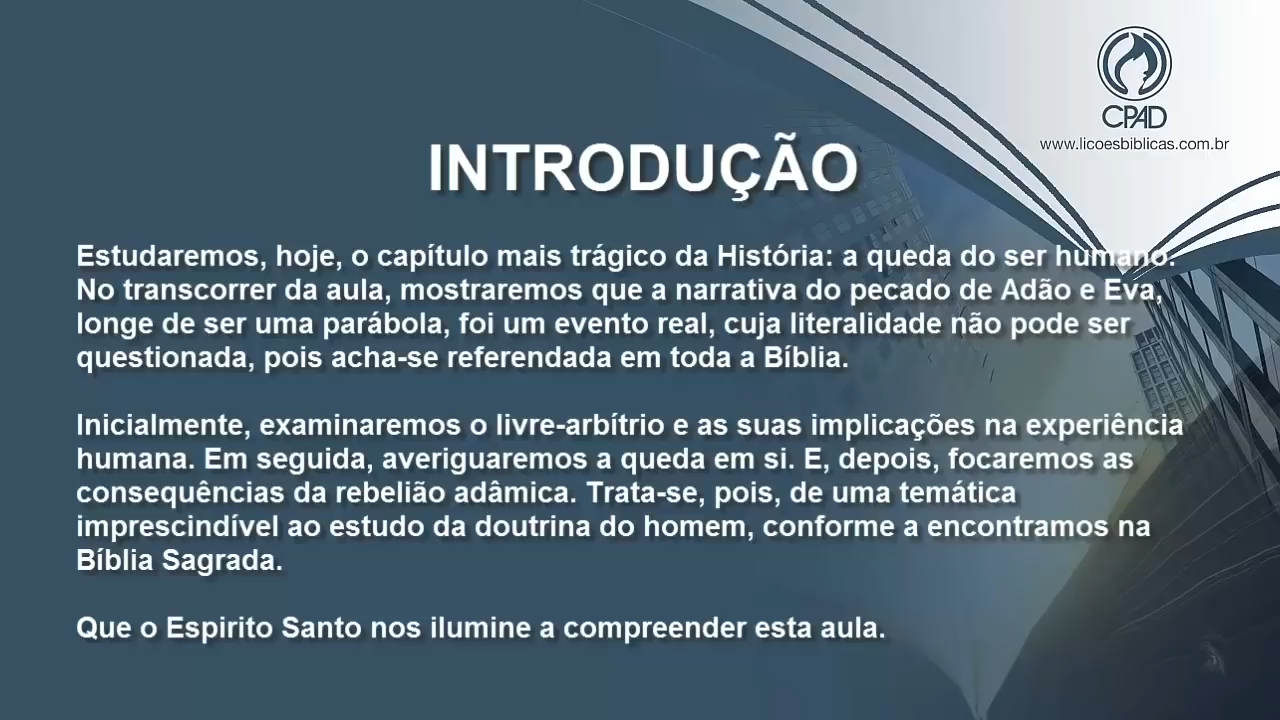 CPAD
www.licoesbiblicas.com.br
INTRODUÇÃO
Estudaremos, hoje, o capítulo mais trágico da História: a queda do ser humano.
No transcorrer da aula, mostraremos que a narrativa do pecado de Adão e Eva,
longe de ser uma parábola, foi um evento real, cuja literalidade não pode ser
questionada, pois acha-se referendada em toda a Bíblia.
Inicialmente, examinaremos o livre-arbítrio e as suas implicações na experiência
humana. Em seguida, averiguaremos a queda em si. E, depois, focaremos as
consequências da rebelião adâmica. Trata-se, pois, de uma temática
imprescindível ao estudo da doutrina do homem, conforme a encontramos na
Bíblia Sagrada.
Que o Espirito Santo nos ilumine a compreender esta aula.